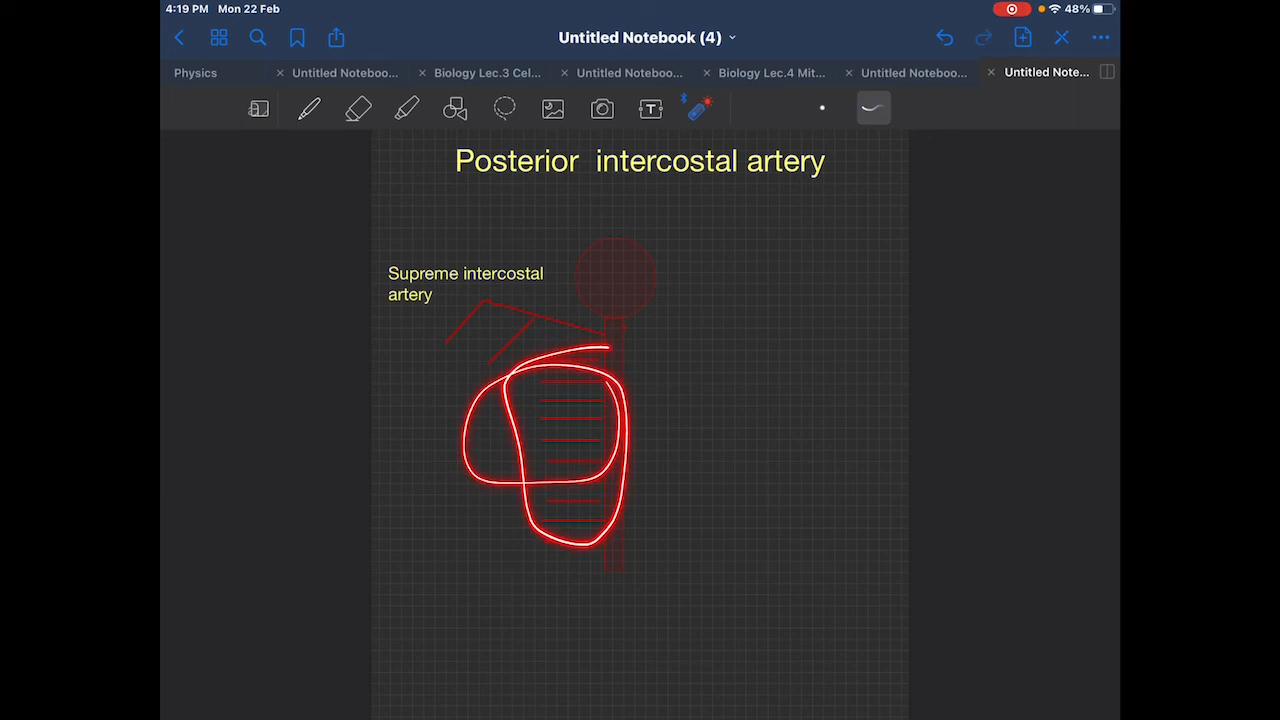 4:19 PM Mon 22 Feb
48%
Untitled Notebook (4)
Physics
Untitled Noteboo...
Biology Lec.3 Cel...
Untitled Noteboo...
Biology Lec.4 Mit...
Untitled Noteboo...
Untitled Note...
T
Posterior intercostal artery
Supreme intercostal
artery